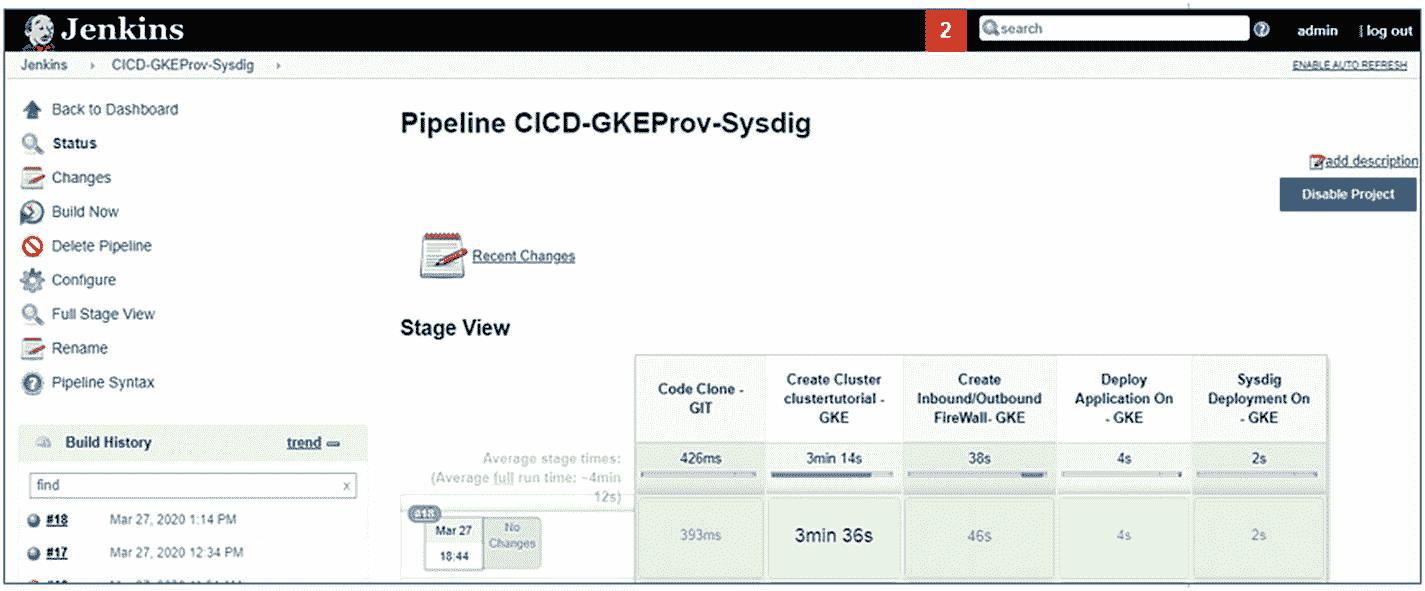 Jenkins
2
search
admin
log out
Jenkins
CICD-GKEProv-Sysdig
ENABLE AUTO REFRESH
Back to Dashboard
Status
Changes
Build Now
Delete Pipeline
Configure
Full Stage View
Rename
Pipeline Syntax
Build History
trend
find
x
#18 Mar 27, 2020 1:14 PM
#17 Mar 27, 2020 12:34 PM
Pipeline CICD-GKEProv-Sysdig
add description
Disable Project
Recent Changes
Stage View
Code Clone -
GIT
Create Cluster
clustertutorial -
GKE
Create
Inbound/Outbound
FireWall- GKE
Deploy
Application On
- GKE
Sysdig
Deployment On
- GKE
Average stage times:
(Average full run time: ~4min
12s)
426ms
3min 14s
38s
4s
2s
#18
Mar 27
18:44
No
Changes
393ms
3min 36s
46s
4s
2s